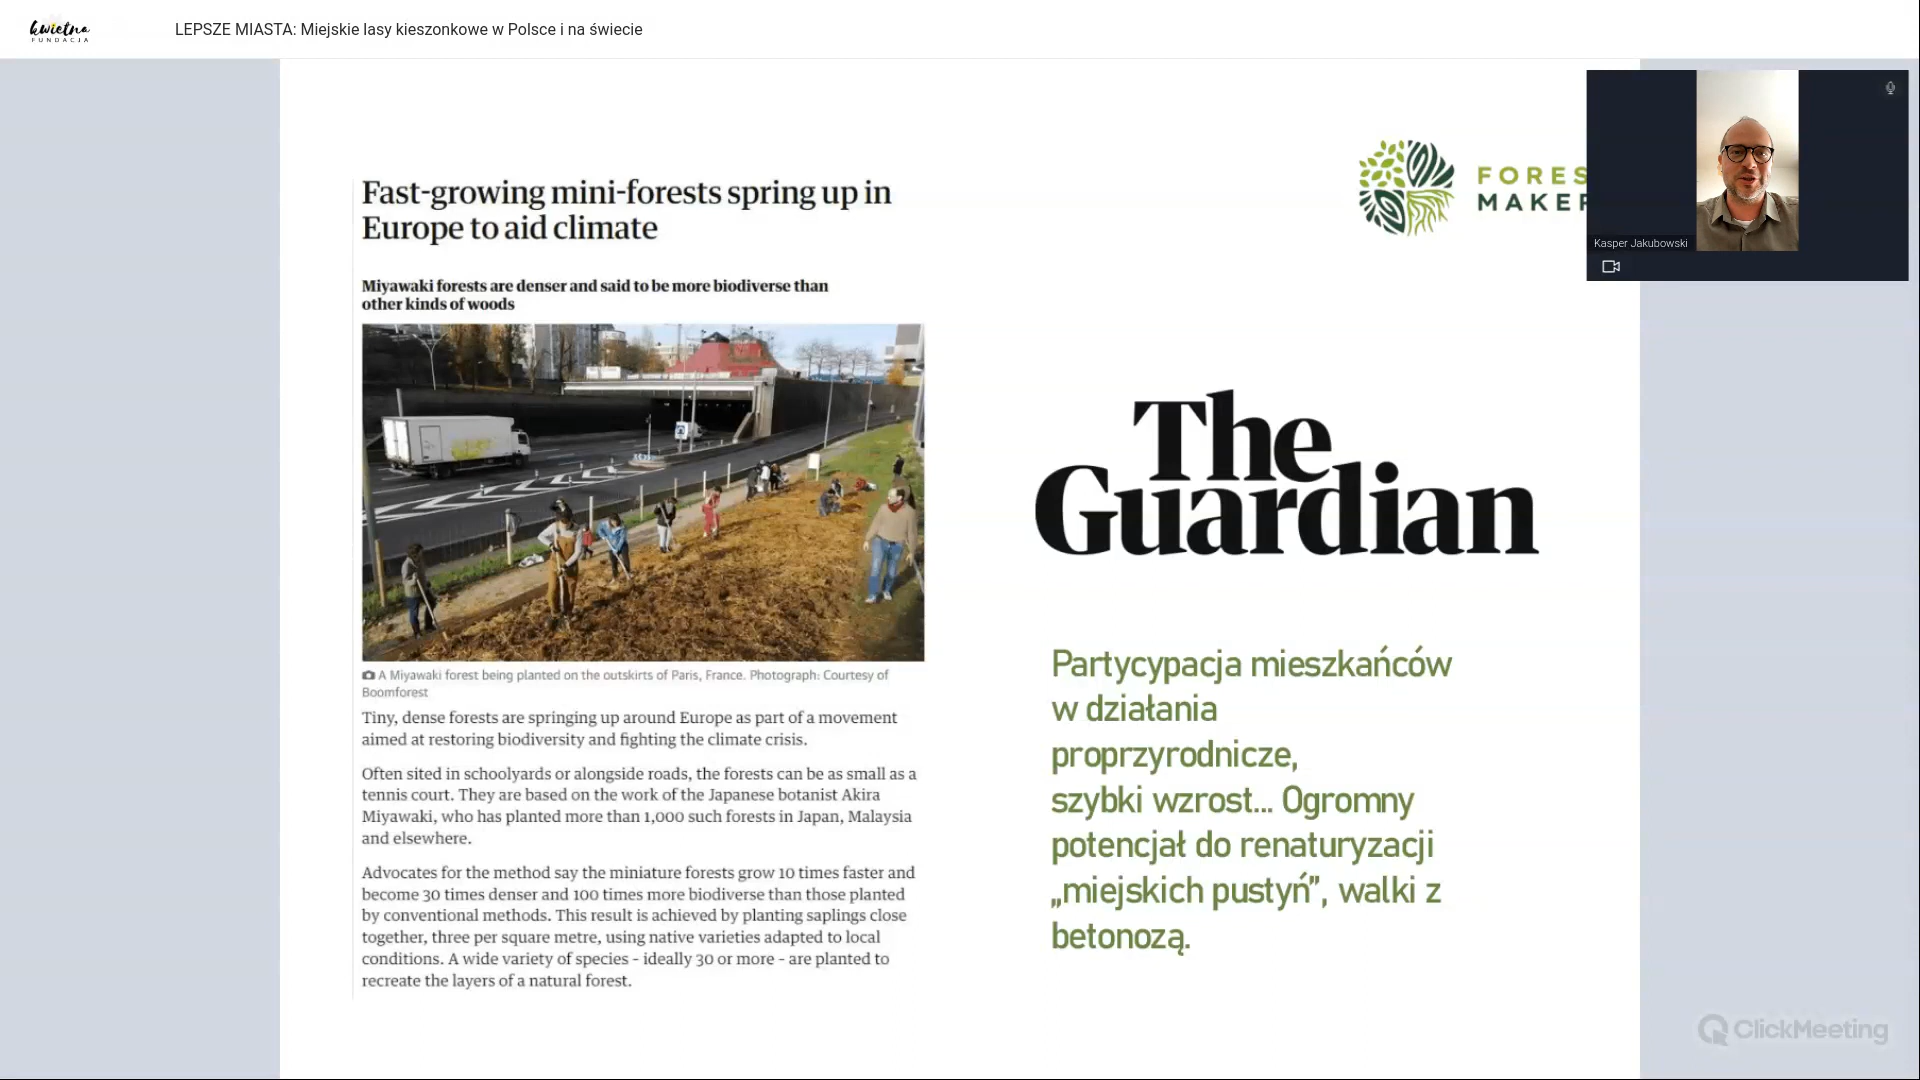 kwietna
FUNDACJA
LEPSZE MIASTA: Miejskie lasy kieszonkowe w Polsce i na świecie
Fast-growing mini-forests spring up in
Europe to aid climate
Miyawaki forests are denser and said to be more biodiverse than
other kinds of woods
A Miyawaki forest being planted on the outskirts of Paris, France. Photograph: Courtesy of
Boomforest
Tiny, dense forests are springing up around Europe as part of a movement
aimed at restoring biodiversity and fighting the climate crisis.
Often sited in schoolyards or alongside roads, the forests can be as small as a
tennis court. They are based on the work of the Japanese botanist Akira
Miyawaki, who has planted more than 1,000 such forests in Japan, Malaysia
and elsewhere.
Advocates for the method say the miniature forests grow 10 times faster and
become 30 times denser and 100 times more biodiverse than those planted
by conventional methods. This result is achieved by planting saplings close
together, three per square metre, using native varieties adapted to local
conditions. A wide variety of species - ideally 30 or more - are planted to
recreate the layers of a natural forest.
FORES
MAKER
Kasper Jakubowski
The
Guardian
Partycypacja mieszkańców
w działania
proprzyrodnicze,
szybki wzrost... Ogromny
potencjał do renaturyzacji
„miejskich pustyń”, walki z
betonozą.
ClickMeeting